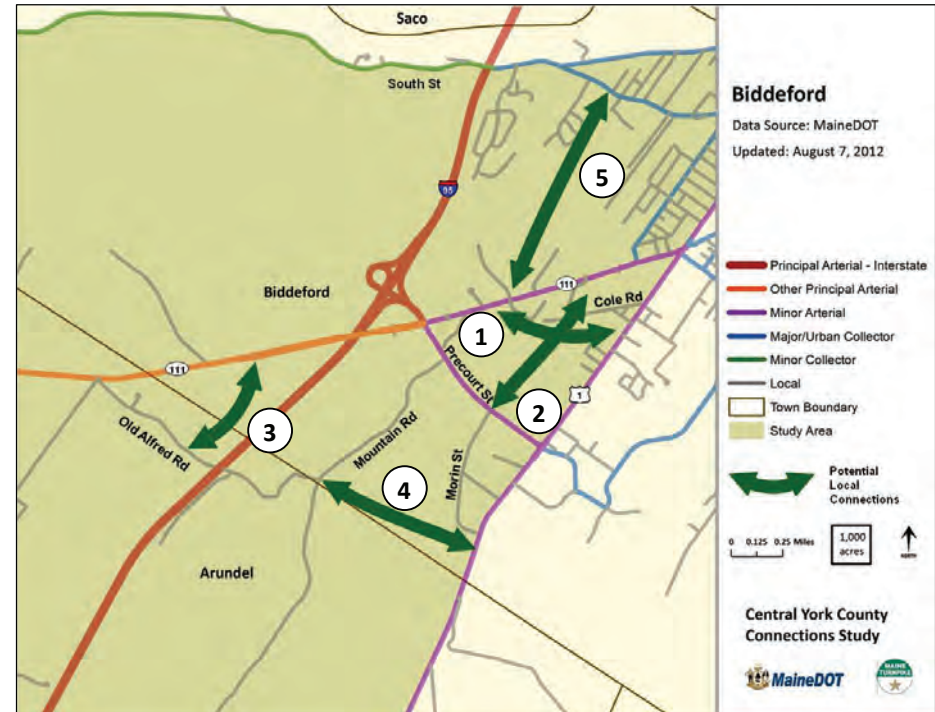 Saco
South St
5
95
Biddeford
111
Cole Rd
1
Precourt St
1
2
111
3
Old Alfred Rd
Mountain Rd
4
Morin St
Arundel
Biddeford
Data Source: MaineDOT
Updated: August 7, 2012
Principal Arterial - Interstate
Other Principal Arterial
Minor Arterial
Major/Urban Collector
Minor Collector
Local
Town Boundary
Study Area
Potential
Local
Connections
0 0.125 0.25 Miles
1,000
acres
NORTH
Central York County
Connections Study
MaineDOT
MAINE
TURNPIKE